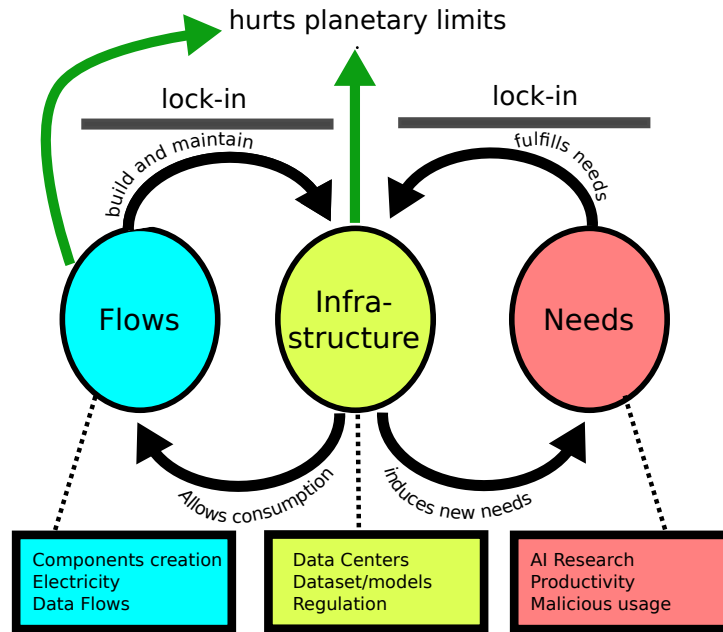 hurts planetary limits
lock-in
lock-in
build and maintain
fulfills needs
Flows
Infra-
structure
Needs
Allows consumption
induces new needs
Components creation
Electricity
Data Flows
Data Centers
Dataset/models
Regulation
AI Research
Productivity
Malicious usage